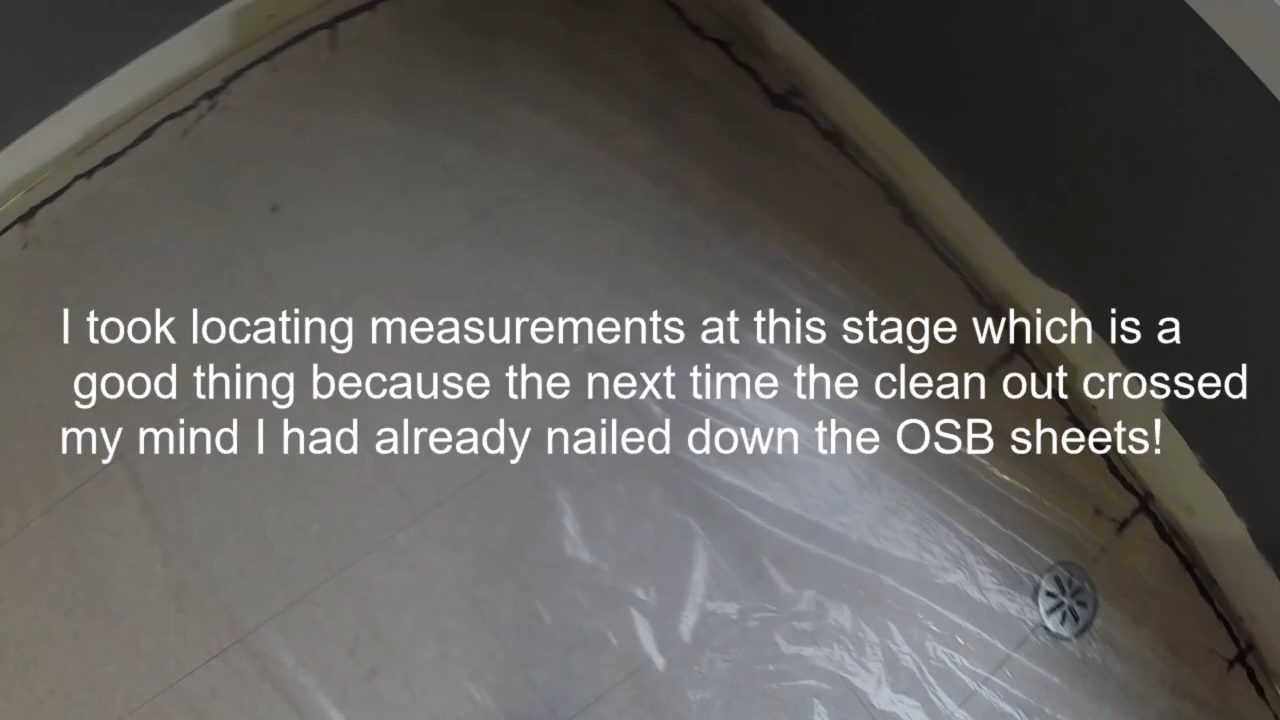 I took locating measurements at this stage which is a
good thing because the next time the clean out crossed
my mind I had already nailed down the OSB sheets!